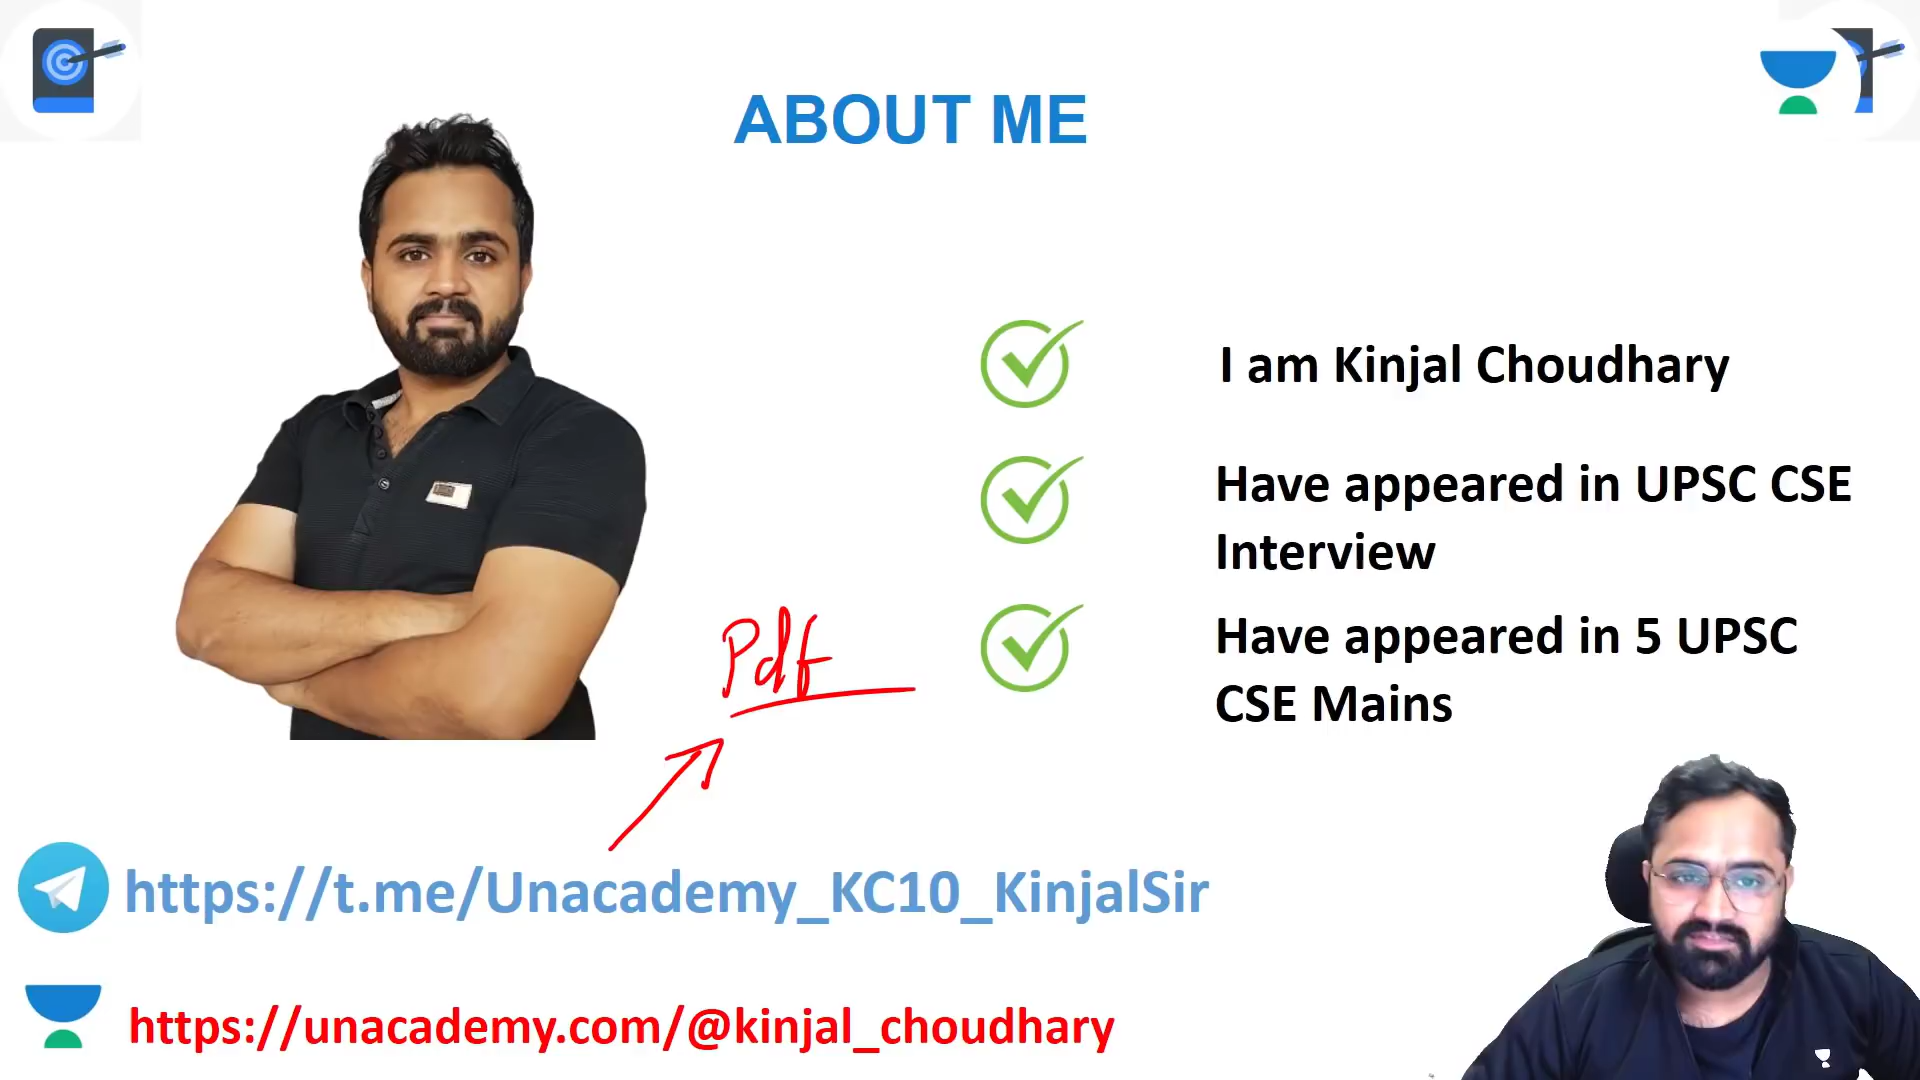 ABOUT ME
I am Kinjal Choudhary
Have appeared in UPSC CSE
Interview
Have appeared in 5 UPSC
CSE Mains
Pdf
https://t.me/Unacademy_KC10_KinjalSir
https://unacademy.com/@kinjal_choudhary